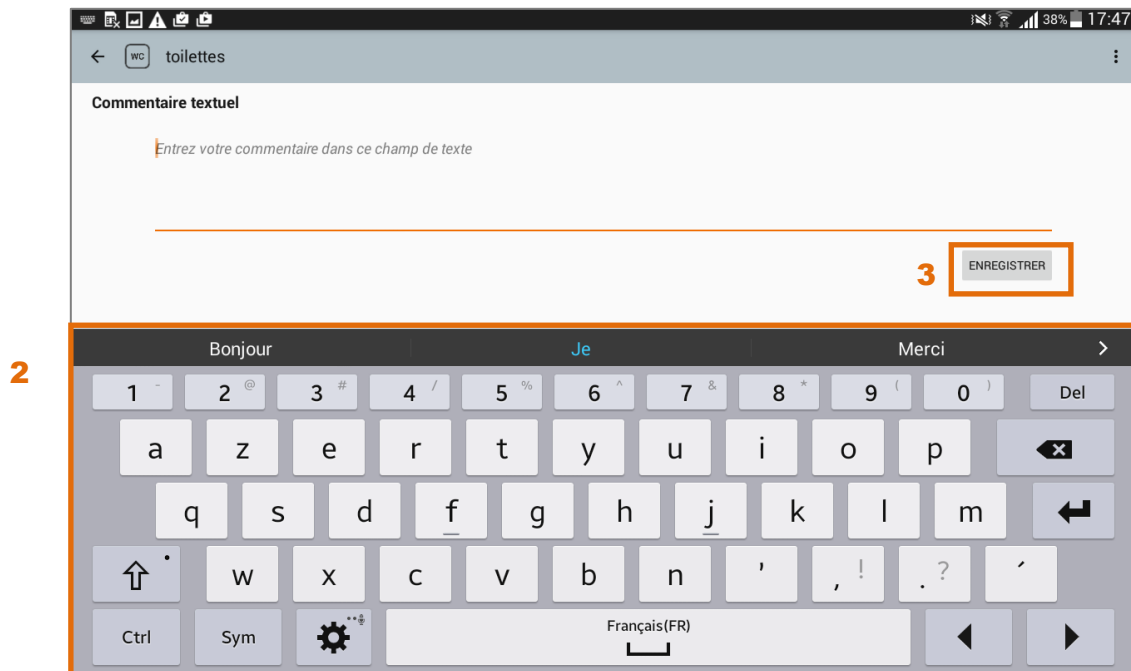 38% 17:47
WC toilettes
Commentaire textuel
Entrez votre commentaire dans ce champ de texte
3 ENREGISTRER
2
Bonjour Je Merci >
1 - 2 @ 3 # 4 / 5 % 6 ^ 7 & 8 * 9 ( 0 ) Del
a z e r t y u i o p
q s d f g h j k l m
w x c v b n ' , ! . ? ´
Ctrl Sym Français(FR)